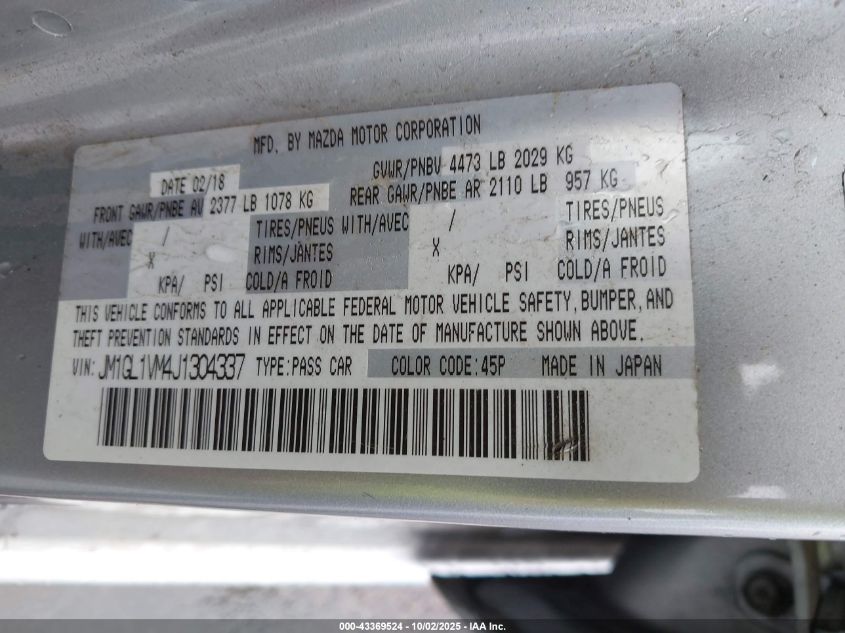 MFD. BY MAZDA MOTOR CORPORATION
DATE 02/18 GVWR/PNBV 4473 LB 2029 KG
FRONT GAWR/PNBE AV 2377 LB 1078 KG REAR GAWR/PNBE AR 2110 LB 957 KG
WITH/AVEC / TIRES/PNEUS WITH/AVEC / TIRES/PNEUS
X RIMS/JANTES X RIMS/JANTES
KPA/ PSI COLD/A FROID KPA/ PSI COLD/A FROID
THIS VEHICLE CONFORMS TO ALL APPLICABLE FEDERAL MOTOR VEHICLE SAFETY, BUMPER, AND
THEFT PREVENTION STANDARDS IN EFFECT ON THE DATE OF MANUFACTURE SHOWN ABOVE.
VIN: JM1GL1VM4J1304337 TYPE:PASS CAR COLOR CODE:45P MADE IN JAPAN
000-43369524 - 10/02/2025 - IAA Inc.